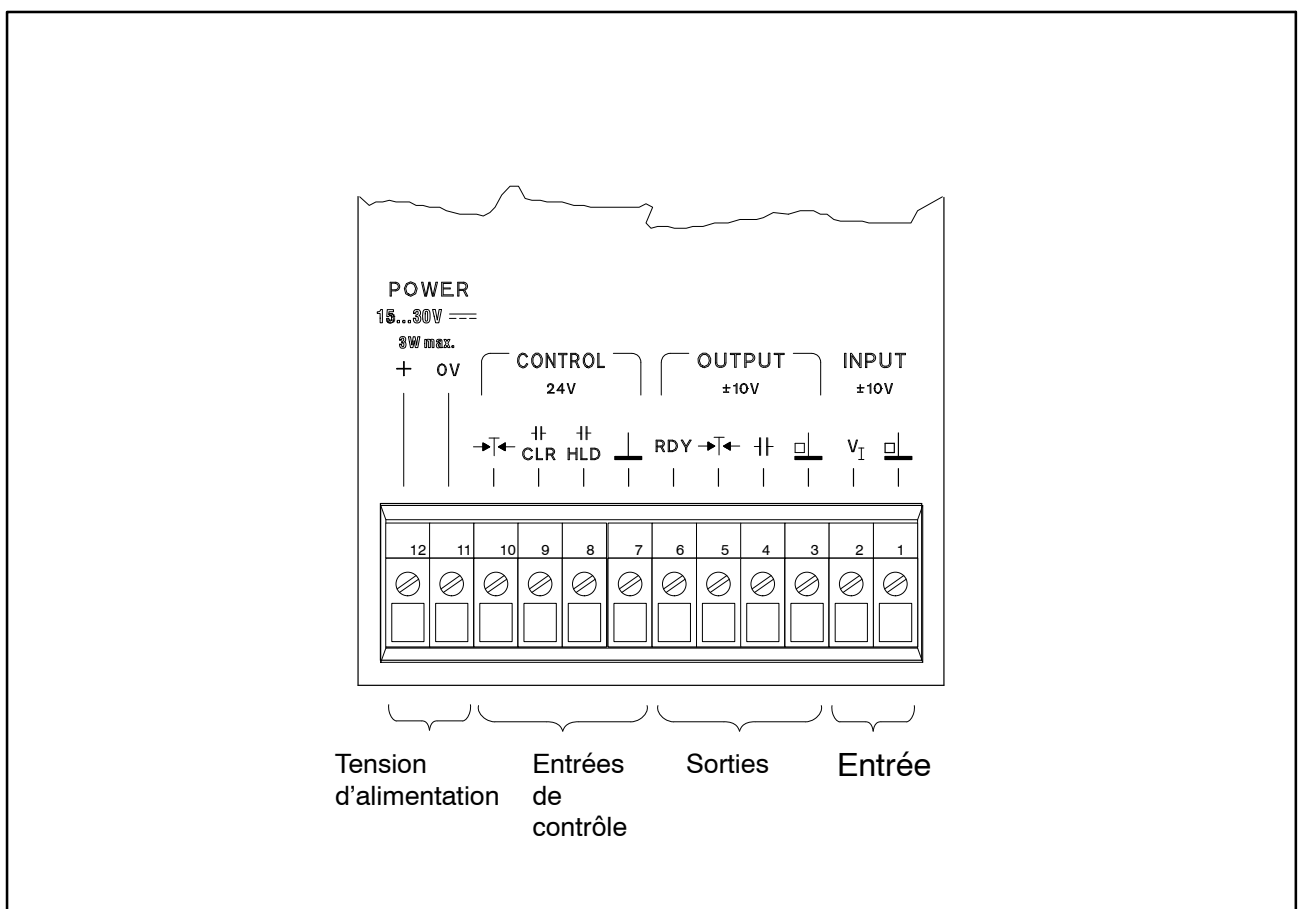 POWER
15...30V
3W max.
+ 0V
CONTROL
24V
OUTPUT
±10V
INPUT
±10V
CLR HLD RDY VI
12 11 10 9 8 7 6 5 4 3 2 1
Tension
d'alimentation
Entrées
de
contrôle
Sorties
Entrée